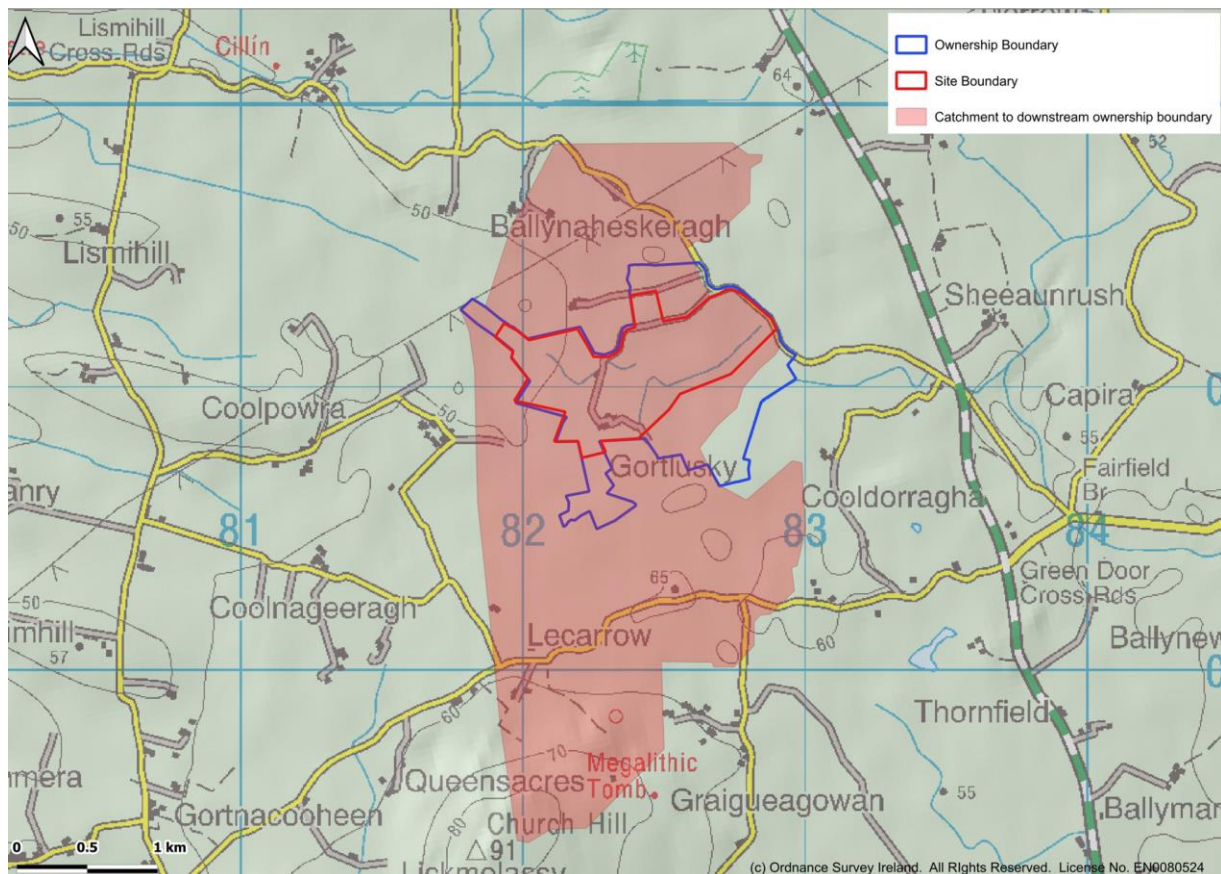 Lismihill
Cross Rds
Cillín
64
Ownership Boundary
Site Boundary
Catchment to downstream ownership boundary
52
50
55
50
Lismihill
Ballynaheskeragh
Sheeaunrush
Coolpowra
50
Capira
55
Gortlusky
Cooldorragha
Fairfield
Br
81
82
83
84
65
Green Door
Cross Rds
50
Coolnageeragh
57
Lecarrow
60
60
Thornfield
70
Megalithic
Tomb
Queensacres
Graigueagowan
55
Gortnacooheen
80
Church Hill
△91
Lickmolassy
0 0.5 1 km
(c) Ordnance Survey Ireland. All RIghts Reserved. License No. EN0080524